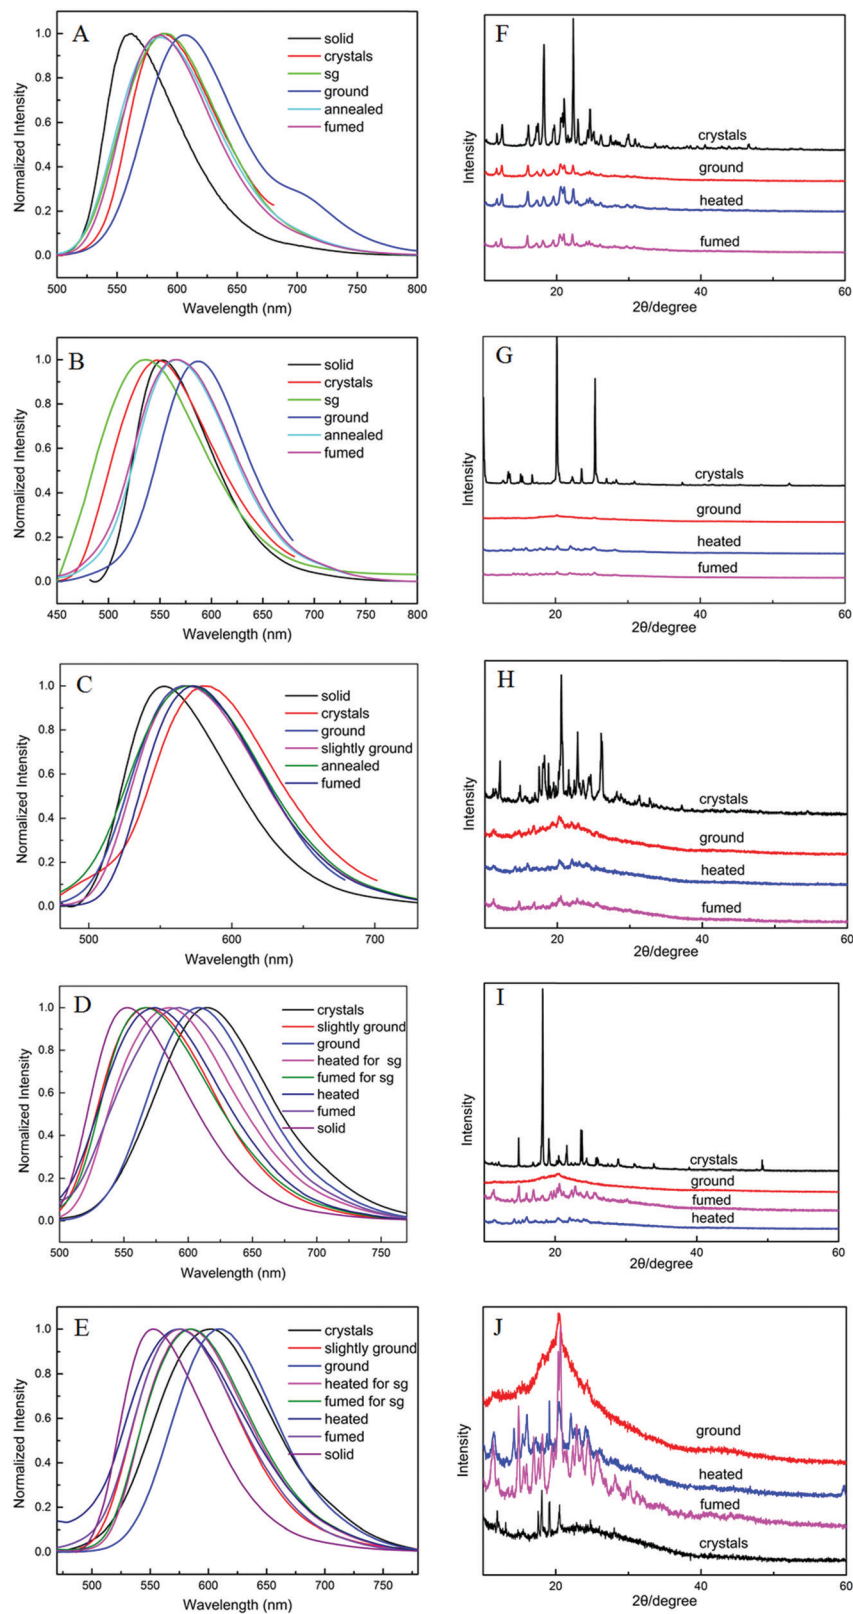 A
solid
crystals
sg
ground
annealed
fumed
Normalized Intensity
1.0
0.8
0.6
0.4
0.2
0.0
500 550 600 650 700 750 800
Wavelength (nm)
F
crystals
ground
heated
fumed
Intensity
20 40 60
2θ/degree
B
solid
crystals
sg
ground
annealed
fumed
Normalized Intensity
1.0
0.8
0.6
0.4
0.2
0.0
450 500 550 600 650 700 750 800
Wavelength (nm)
G
crystals
ground
heated
fumed
Intensity
20 40 60
2θ/degree
C
solid
crystals
ground
slightly ground
annealed
fumed
Normalized Intensity
1.0
0.8
0.6
0.4
0.2
0.0
500 600 700
Wavelength (nm)
H
crystals
ground
heated
fumed
Intensity
20 40 60
2θ/degree
D
crystals
slightly ground
ground
heated for sg
fumed for sg
heated
fumed
solid
Normalized Intensity
1.0
0.8
0.6
0.4
0.2
0.0
500 550 600 650 700 750
Wavelength (nm)
I
crystals
ground
fumed
heated
Intensity
20 40 60
2θ/degree
E
crystals
slightly ground
ground
heated for sg
fumed for sg
heated
fumed
solid
Normalized Intensity
1.0
0.8
0.6
0.4
0.2
0.0
500 550 600 650 700 750
Wavelength (nm)
J
ground
heated
fumed
crystals
Intensity
20 40 60
2θ/degree